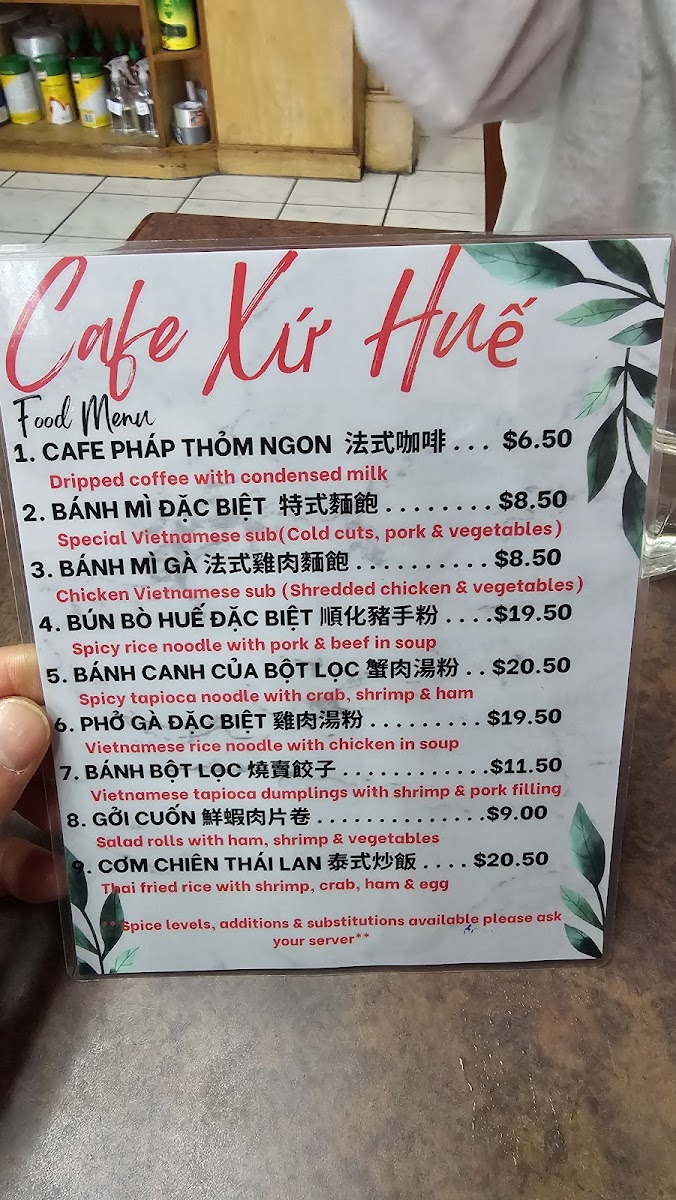 Cafe Xứ Huế
Food Menu
1. CAFE PHÁP THỎM NGON 法式咖啡 . . . $6.50
Dripped coffee with condensed milk
2. BÁNH MÌ ĐẶC BIỆT 特式麵飽 . . . . . . . . $8.50
Special Vietnamese sub(Cold cuts, pork & vegetables)
3. BÁNH MÌ GÀ 法式雞肉麵飽 . . . . . . . . . . $8.50
Chicken Vietnamese sub (Shredded chicken & vegetables)
4. BÚN BÒ HUẾ ĐẶC BIỆT 順化豬手粉 . . . .$19.50
Spicy rice noodle with pork & beef in soup
5. BÁNH CANH CỦA BỘT LỌC 蟹肉湯粉 . . $20.50
Spicy tapioca noodle with crab, shrimp & ham
6. PHỞ GÀ ĐẶC BIỆT 雞肉湯粉 . . . . . . . . . $19.50
Vietnamese rice noodle with chicken in soup
7. BÁNH BỘT LỌC 燒賣餃子 . . . . . . . . . . . .$11.50
Vietnamese tapioca dumplings with shrimp & pork filling
8. GỞI CUỐN 鮮蝦肉片卷 . . . . . . . . . . . . . .$9.00
Salad rolls with ham, shrimp & vegetables
9. CƠM CHIÊN THÁI LAN 泰式炒飯 . . . . $20.50
Thai fried rice with shrimp, crab, ham & egg
**Spice levels, additions & substitutions available please ask
your server**